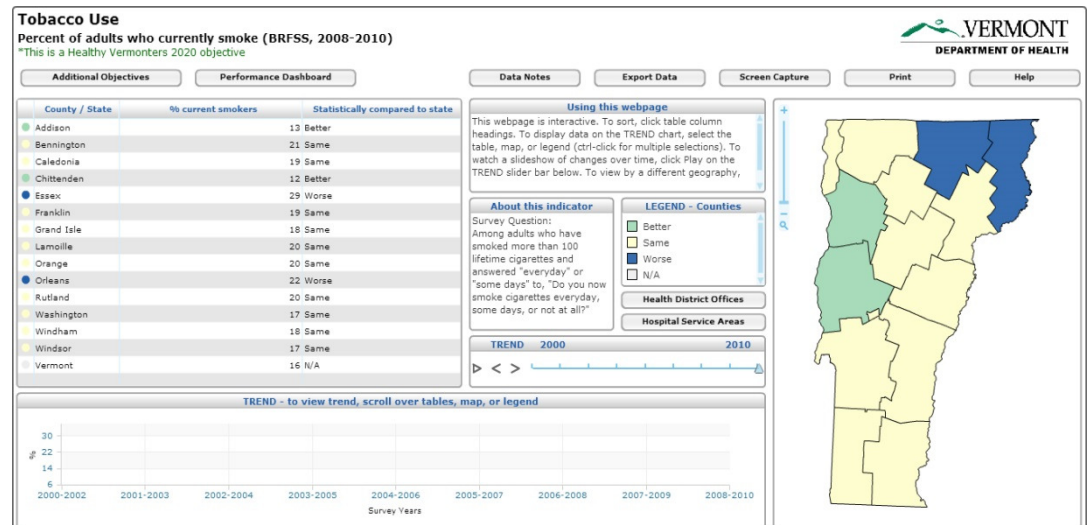 Tobacco Use
Percent of adults who currently smoke (BRFSS, 2008-2010)
*This is a Healthy Vermonters 2020 objective
VERMONT
DEPARTMENT OF HEALTH
Additional Objectives
Performance Dashboard
Data Notes
Export Data
Screen Capture
Print
Help
County / State % current smokers Statistically compared to state
Addison 13 Better
Bennington 21 Same
Caledonia 19 Same
Chittenden 12 Better
Essex 29 Worse
Franklin 19 Same
Grand Isle 18 Same
Lamoille 20 Same
Orange 20 Same
Orleans 22 Worse
Rutland 20 Same
Washington 17 Same
Windham 18 Same
Windsor 17 Same
Vermont 16 N/A
Using this webpage
This webpage is interactive. To sort, click table column
headings. To display data on the TREND chart, select the
table, map, or legend (ctrl-click for multiple selections). To
watch a slideshow of changes over time, click Play on the
TREND slider bar below. To view by a different geography,
About this indicator
Survey Question:
Among adults who have
smoked more than 100
lifetime cigarettes and
answered "everyday" or
"some days" to, "Do you now
smoke cigarettes everyday,
some days, or not at all?"
LEGEND - Counties
Better
Same
Worse
N/A
Health District Offices
Hospital Service Areas
TREND 2000 2010
TREND - to view trend, scroll over tables, map, or legend
%
30
22
14
6
2000-2002 2001-2003 2002-2004 2003-2005 2004-2006 2005-2007 2006-2008 2007-2009 2008-2010
Survey Years